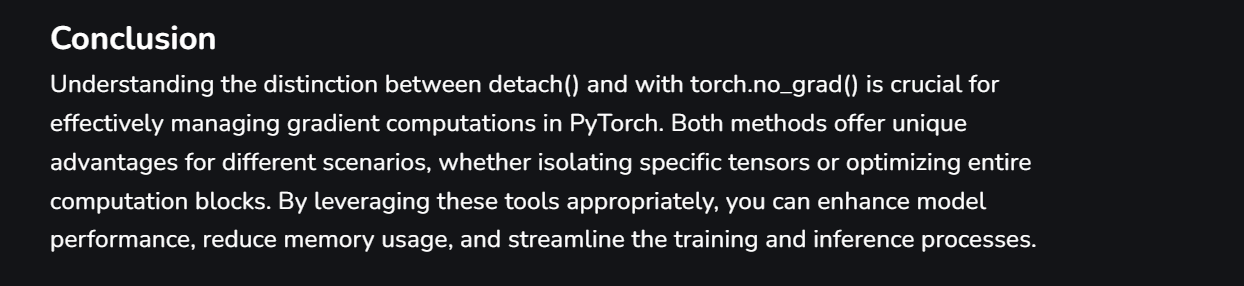 Conclusion
Understanding the distinction between detach() and with torch.no_grad() is crucial for
effectively managing gradient computations in PyTorch. Both methods offer unique
advantages for different scenarios, whether isolating specific tensors or optimizing entire
computation blocks. By leveraging these tools appropriately, you can enhance model
performance, reduce memory usage, and streamline the training and inference processes.